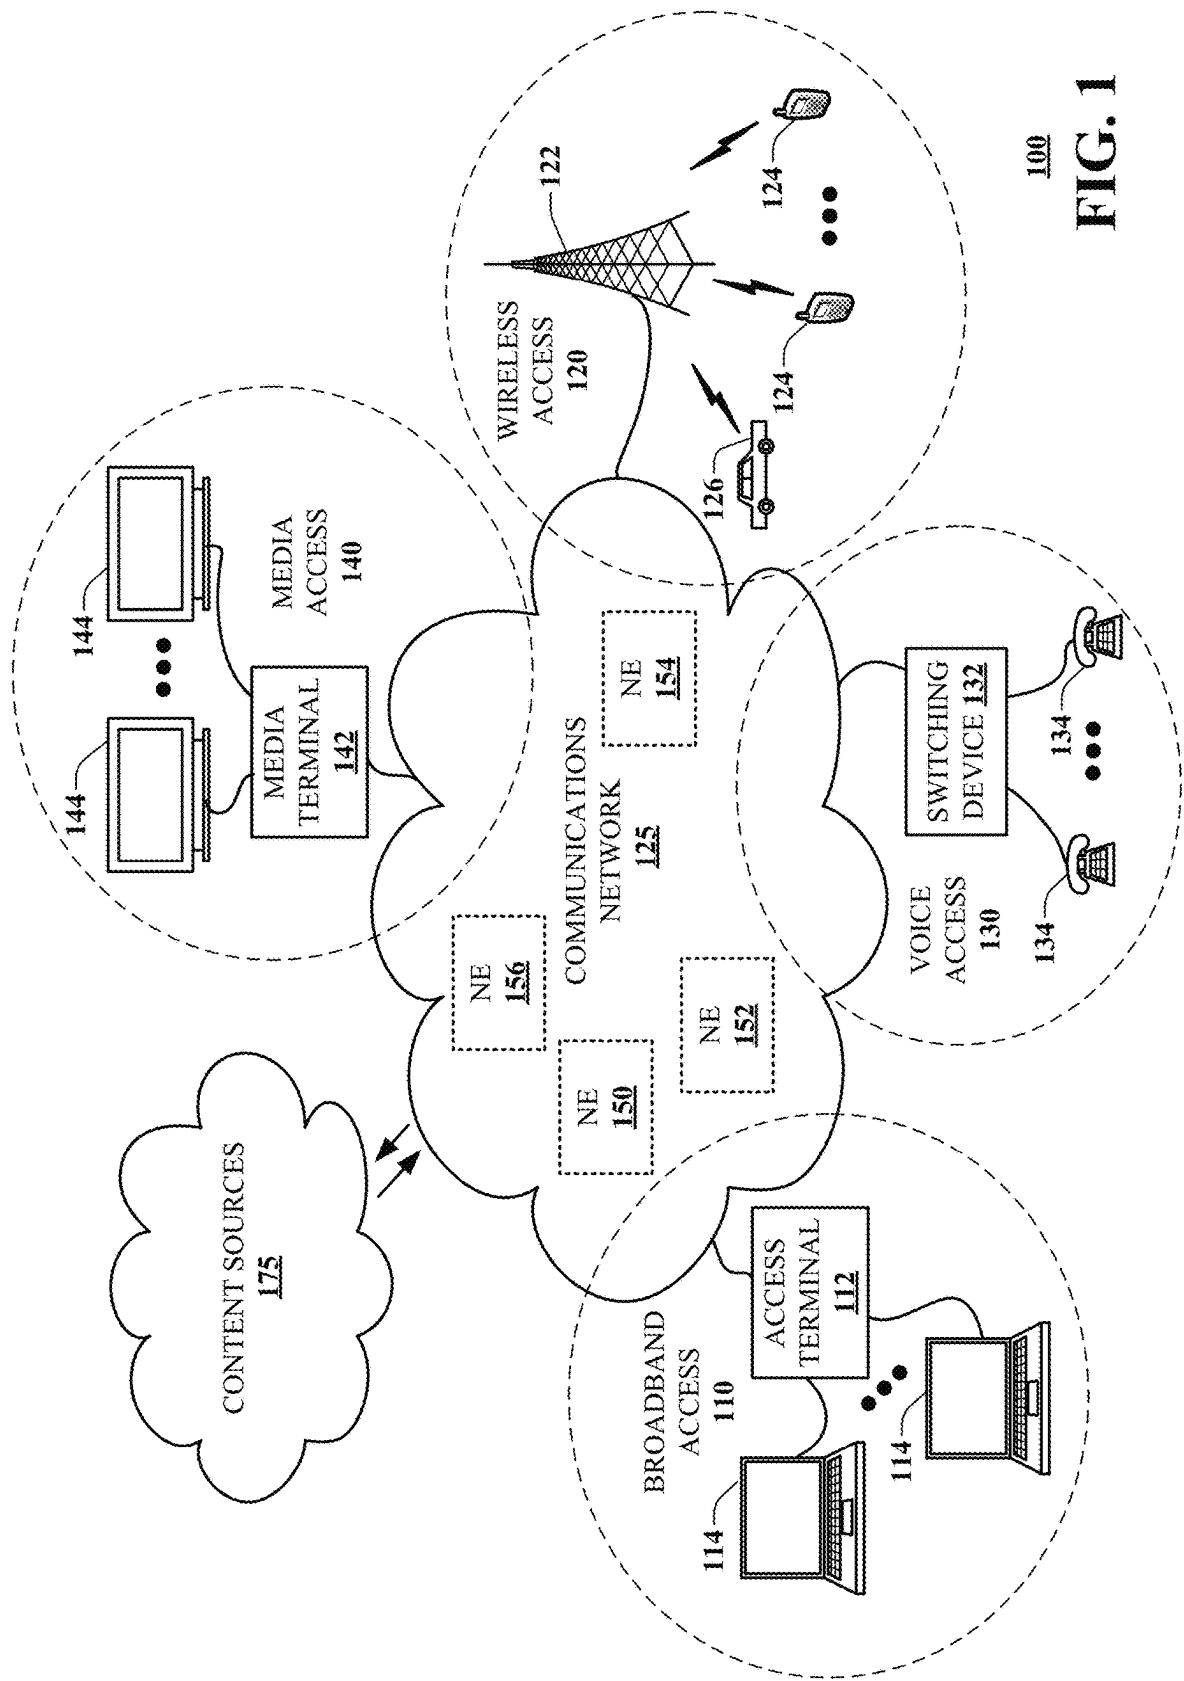 CONTENT SOURCES
175
144
144
MEDIA
TERMINAL
142
MEDIA
ACCESS
140
NE
156
NE
150
NE
152
COMMUNICATIONS
NETWORK
125
NE
154
WIRELESS
ACCESS
120
122
124
124
126
BROADBAND
ACCESS
110
ACCESS
TERMINAL
112
114
114
VOICE
ACCESS
130
SWITCHING
DEVICE 132
134
134
100
FIG. 1